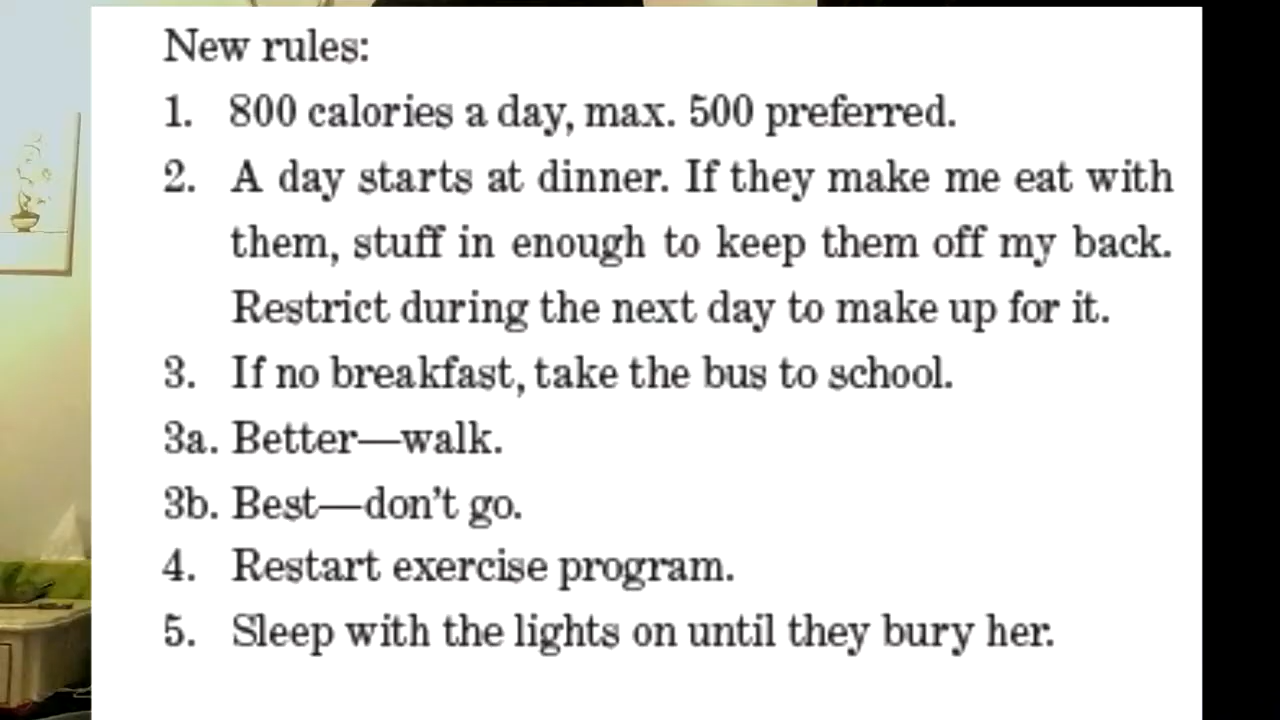 New rules:
1. 800 calories a day, max. 500 preferred.
2. A day starts at dinner. If they make me eat with
them, stuff in enough to keep them off my back.
Restrict during the next day to make up for it.
3. If no breakfast, take the bus to school.
3a. Better—walk.
3b. Best—don't go.
4. Restart exercise program.
5. Sleep with the lights on until they bury her.